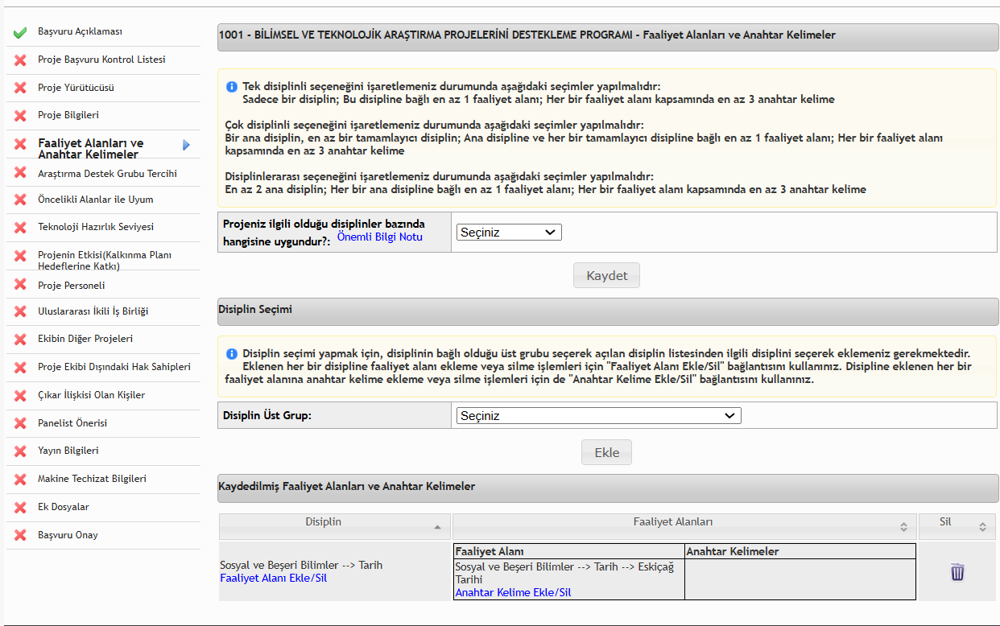 Başvuru Açıklaması
Proje Başvuru Kontrol Listesi
Proje Yürütücüsü
Proje Bilgileri
Faaliyet Alanları ve
Anahtar Kelimeler
Araştırma Destek Grubu Tercihi
Öncelikli Alanlar ile Uyum
Teknoloji Hazırlık Seviyesi
Projenin Etkisi(Kalkınma Planı
Hedeflerine Katkı)
Proje Personeli
Uluslararası İkili İş Birliği
Ekibin Diğer Projeleri
Proje Ekibi Dışındaki Hak Sahipleri
Çıkar İlişkisi Olan Kişiler
Panelist Önerisi
Yayın Bilgileri
Makine Techizat Bilgileri
Ek Dosyalar
Başvuru Onay
1001 - BİLİMSEL VE TEKNOLOJİK ARAŞTIRMA PROJELERİNİ DESTEKLEME PROGRAMI - Faaliyet Alanları ve Anahtar Kelimeler
Tek disiplinli seçeneğini işaretlemeniz durumunda aşağıdaki seçimler yapılmalıdır:
Sadece bir disiplin; Bu disipline bağlı en az 1 faaliyet alanı; Her bir faaliyet alanı kapsamında en az 3 anahtar kelime
Çok disiplinli seçeneğini işaretlemeniz durumunda aşağıdaki seçimler yapılmalıdır:
Bir ana disiplin, en az bir tamamlayıcı disiplin; Ana disipline ve her bir tamamlayıcı disipline bağlı en az 1 faaliyet alanı; Her bir faaliyet alanı
kapsamında en az 3 anahtar kelime
Disiplinlerarası seçeneğini işaretlemeniz durumunda aşağıdaki seçimler yapılmalıdır:
En az 2 ana disiplin; Her bir ana disipline bağlı en az 1 faaliyet alanı; Her bir faaliyet alanı kapsamında en az 3 anahtar kelime
Projeniz ilgili olduğu disiplinler bazında
hangisine uygundur?: Önemli Bilgi Notu
Seçiniz
Kaydet
Disiplin Seçimi
Disiplin seçimi yapmak için, disiplinin bağlı olduğu üst grubu seçerek açılan disiplin listesinden ilgili disiplini seçerek eklemeniz gerekmektedir.
Eklenen her bir disipline faaliyet alanı ekleme veya silme işlemleri için "Faaliyet Alanı Ekle/Sil" bağlantısını kullanınız. Disipline eklenen her bir
faaliyet alanına anahtar kelime ekleme veya silme işlemleri için de "Anahtar Kelime Ekle/Sil" bağlantısını kullanınız.
Disiplin Üst Grup:
Seçiniz
Ekle
Kaydedilmiş Faaliyet Alanları ve Anahtar Kelimeler
Disiplin
Faaliyet Alanları
Sil
Sosyal ve Beşeri Bilimler --> Tarih
Faaliyet Alanı Ekle/Sil
Faaliyet Alanı
Anahtar Kelimeler
Sosyal ve Beşeri Bilimler --> Tarih --> Eskiçağ
Tarihi
Anahtar Kelime Ekle/Sil